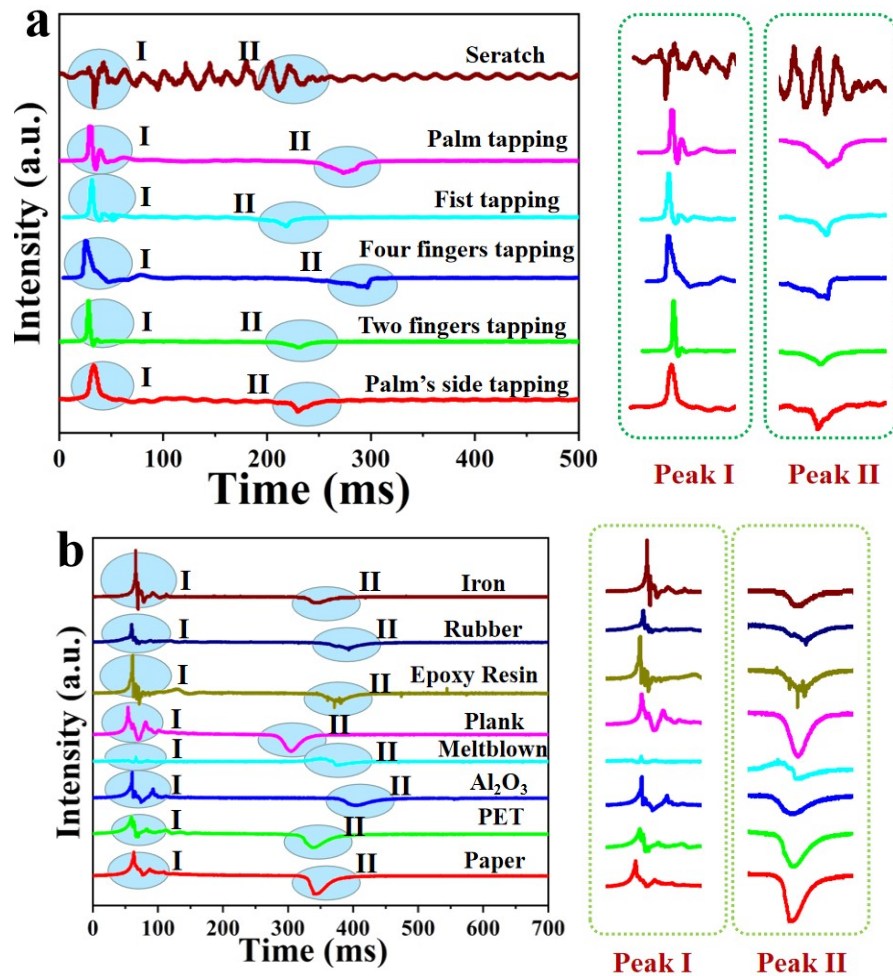 a
Intensity (a.u.)
I II Seratch
I II Palm tapping
I II Fist tapping
I II Four fingers tapping
I II Two fingers tapping
I II Palm's side tapping
0 100 200 300 400 500
Time (ms)
Peak I Peak II
b
Intensity (a.u.)
I II Iron
I II Rubber
I II Epoxy Resin
I II Plank
I II Meltblown
I II Al₂O₃
I II PET
I II Paper
0 100 200 300 400 500 600 700
Time (ms)
Peak I Peak II